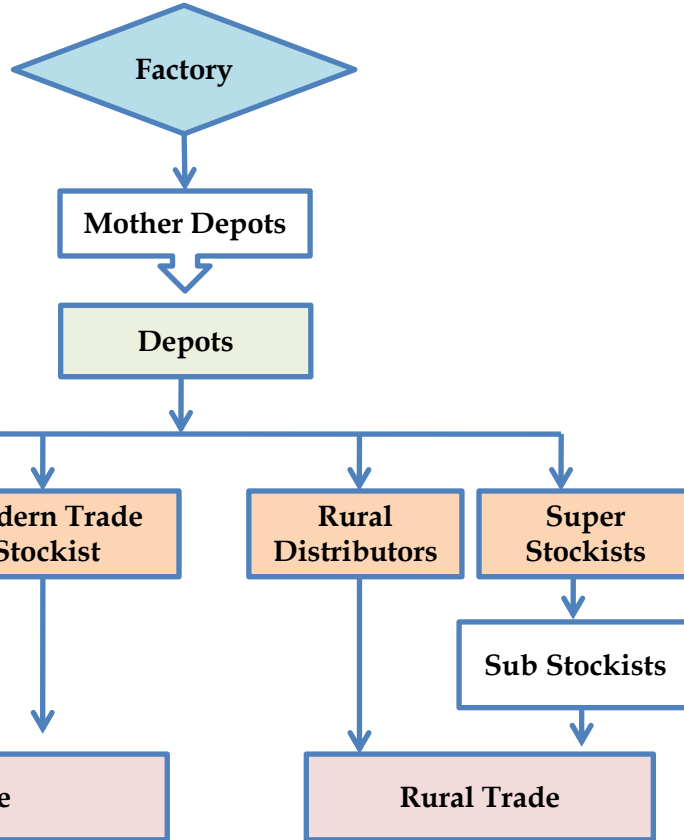 Factory
Mother Depots
Depots
dern Trade
Stockist
Rural
Distributors
Super
Stockists
Sub Stockists
e
Rural Trade